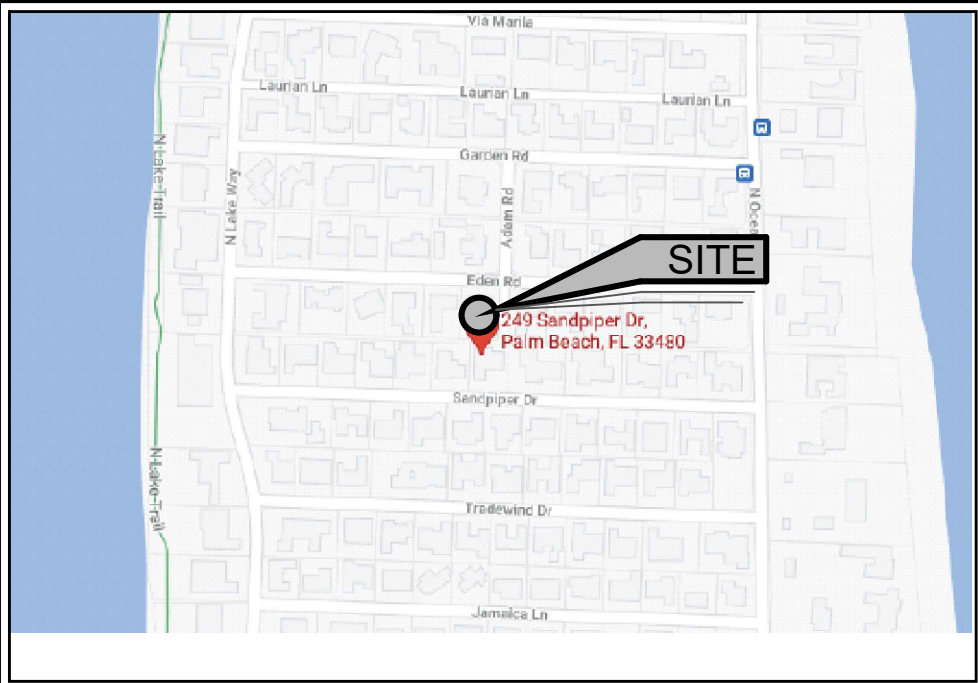 Via Marila
Laurian Ln
Laurian Ln
Laurian Ln
Garden Rd
N Lake Trail
N Lake Way
Adam Rd
N Ocea
SITE
Eden Rd
249 Sandpiper Dr,
Palm Beach, FL 33480
Sandpiper Dr
N Lake Trail
Tradewind Dr
Jamaica Ln